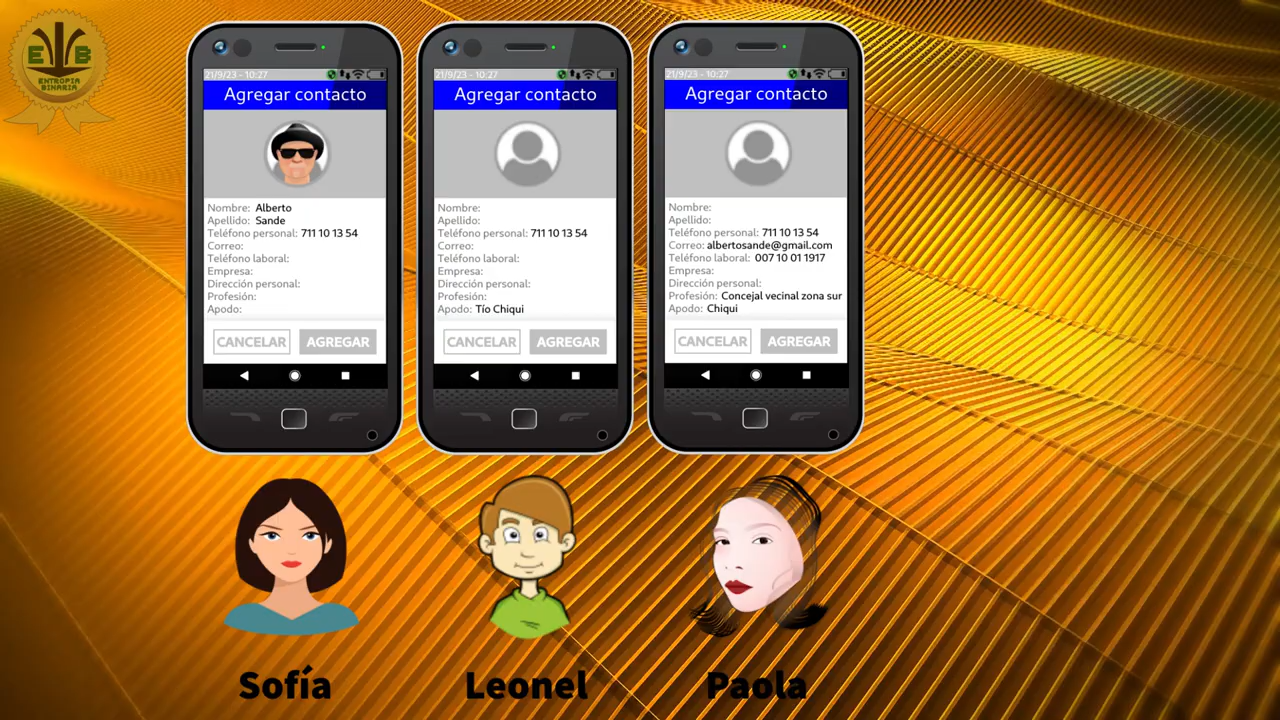 E B
ENTROPIA
BINARIA
21/9/23 - 10:27
Agregar contacto
Nombre: Alberto
Apellido: Sande
Teléfono personal: 711 10 13 54
Correo:
Teléfono laboral:
Empresa:
Dirección personal:
Profesión:
Apodo:
CANCELAR AGREGAR
21/9/23 - 10:27
Agregar contacto
Nombre:
Apellido:
Teléfono personal: 711 10 13 54
Correo:
Teléfono laboral:
Empresa:
Dirección personal:
Profesión:
Apodo: Tío Chiqui
CANCELAR AGREGAR
21/9/23 - 10:27
Agregar contacto
Nombre:
Apellido:
Teléfono personal: 711 10 13 54
Correo: albertosande@gmail.com
Teléfono laboral: 007 10 01 1917
Empresa:
Dirección personal:
Profesión: Concejal vecinal zona sur
Apodo: Chiqui
CANCELAR AGREGAR
Sofía
Leonel
Paola